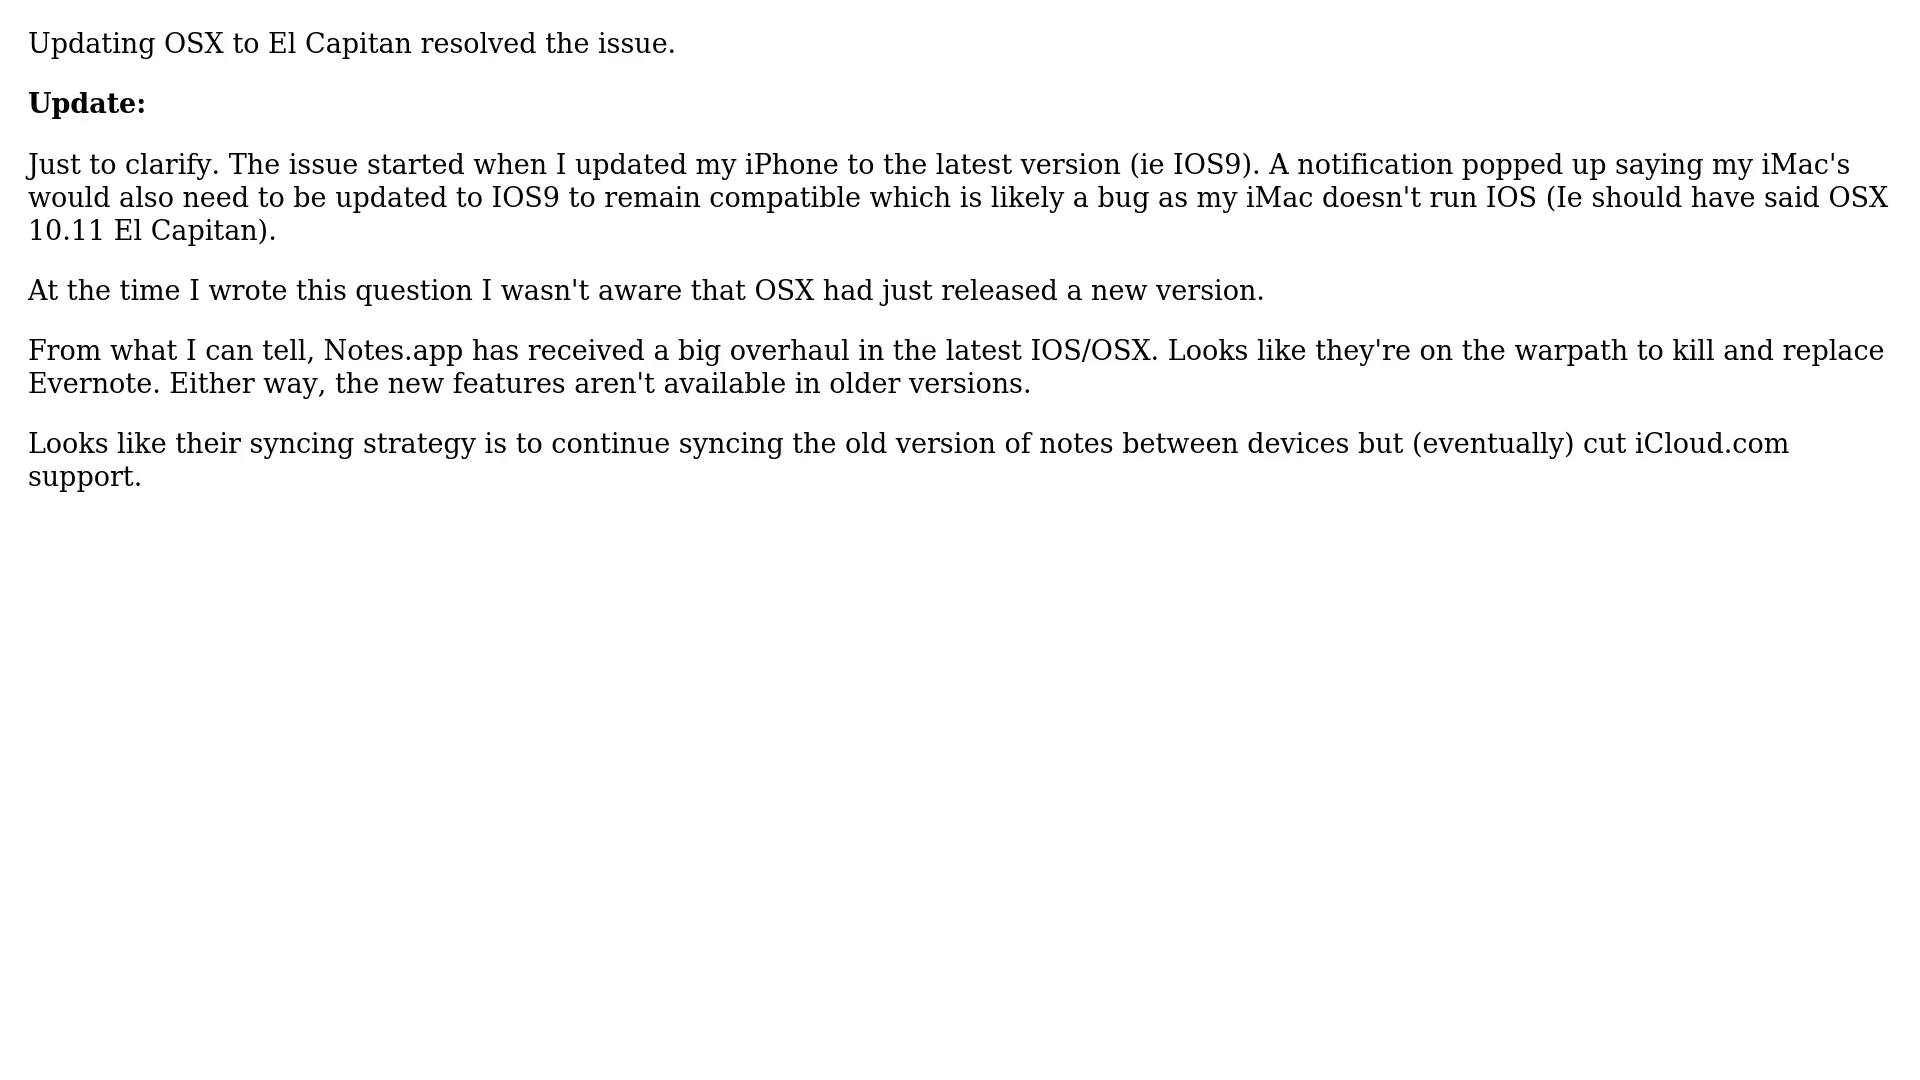 Updating OSX to El Capitan resolved the issue.
Update:
Just to clarify. The issue started when I updated my iPhone to the latest version (ie IOS9). A notification popped up saying my iMac's
would also need to be updated to IOS9 to remain compatible which is likely a bug as my iMac doesn't run IOS (Ie should have said OSX
10.11 El Capitan).
At the time I wrote this question I wasn't aware that OSX had just released a new version.
From what I can tell, Notes.app has received a big overhaul in the latest IOS/OSX. Looks like they're on the warpath to kill and replace
Evernote. Either way, the new features aren't available in older versions.
Looks like their syncing strategy is to continue syncing the old version of notes between devices but (eventually) cut iCloud.com
support.